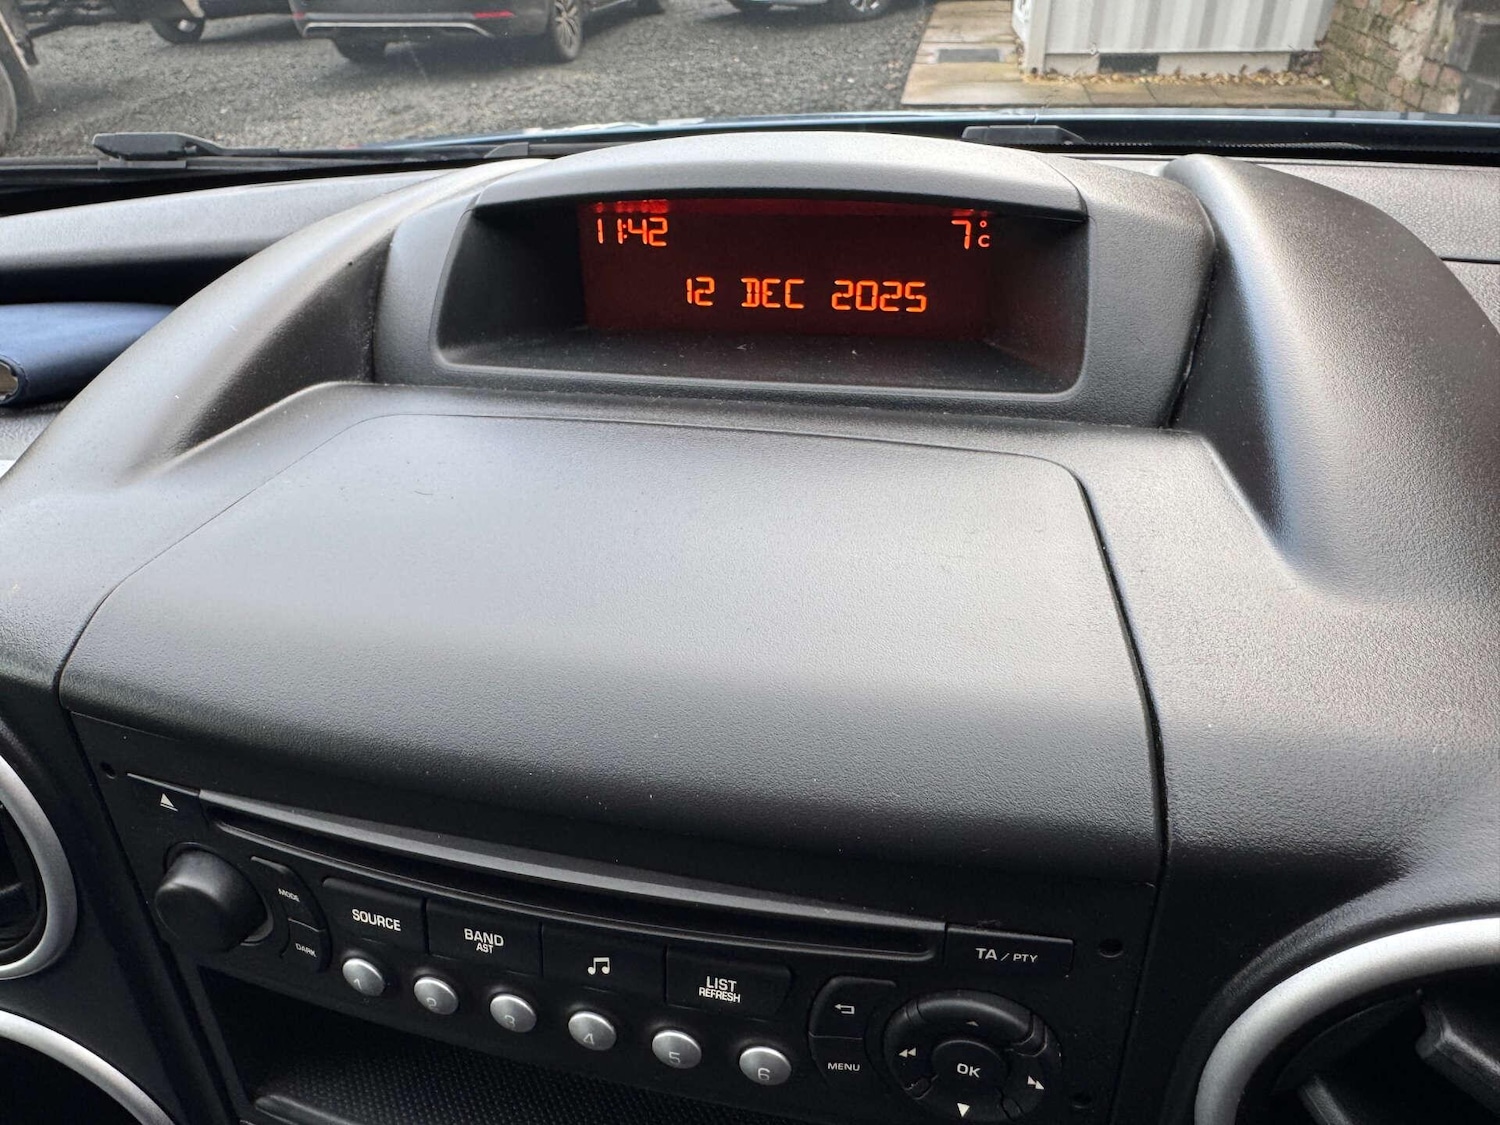 11:42 7°C
12 DEC 2025
MODE
DARK
SOURCE
BAND
AST
LIST
REFRESH
TA / PTY
1 2 3 4 5 6
MENU
OK